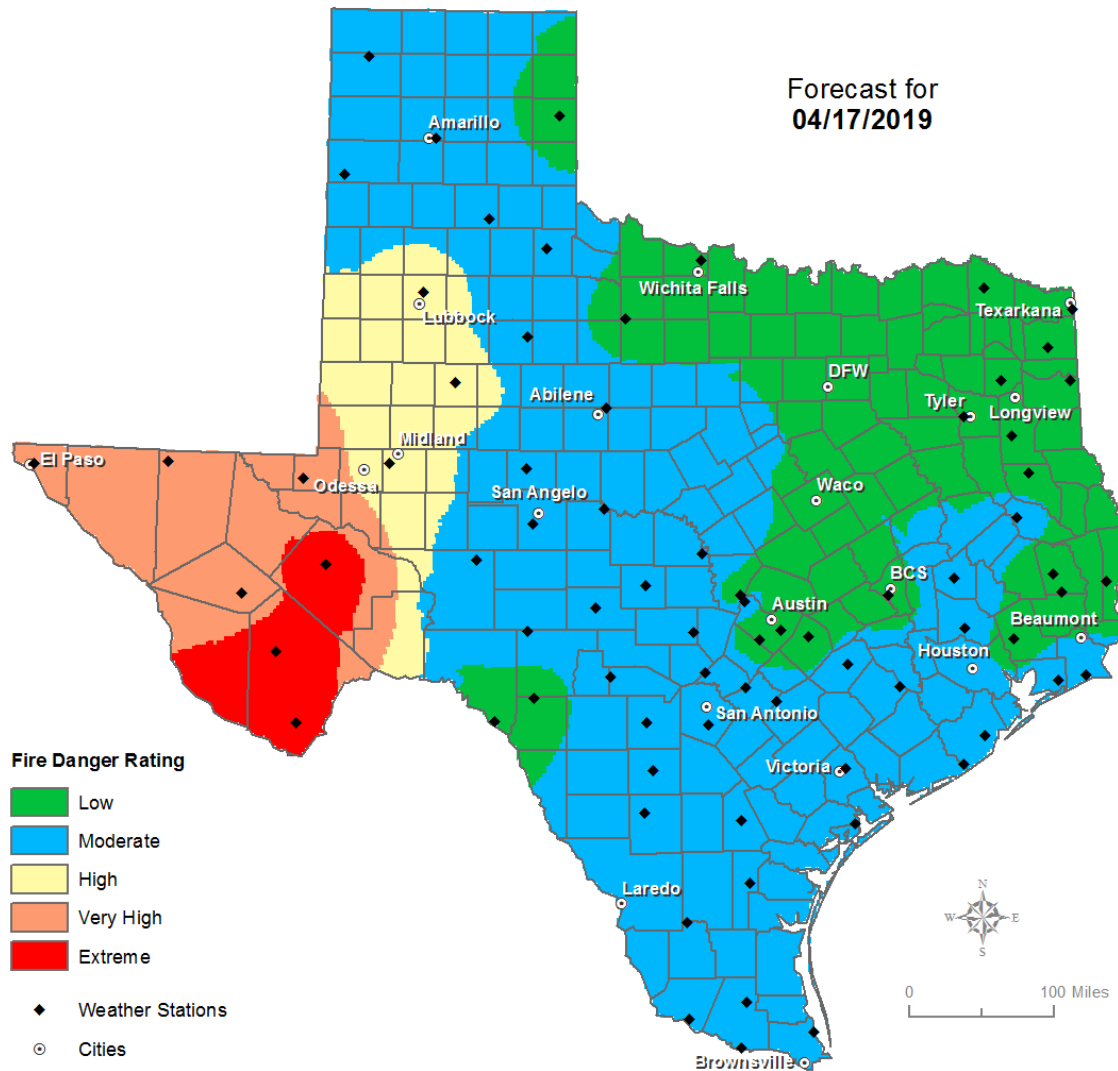 Forecast for
04/17/2019
Amarillo
Wichita Falls
Texarkana
Lubbock
DFW
Abilene
Tyler
Longview
Midland
El Paso
Odessa
San Angelo
Waco
BCS
Austin
Beaumont
Houston
San Antonio
Victoria
Laredo
Brownsville
Fire Danger Rating
Low
Moderate
High
Very High
Extreme
Weather Stations
Cities
N
W E
S
0 100 Miles